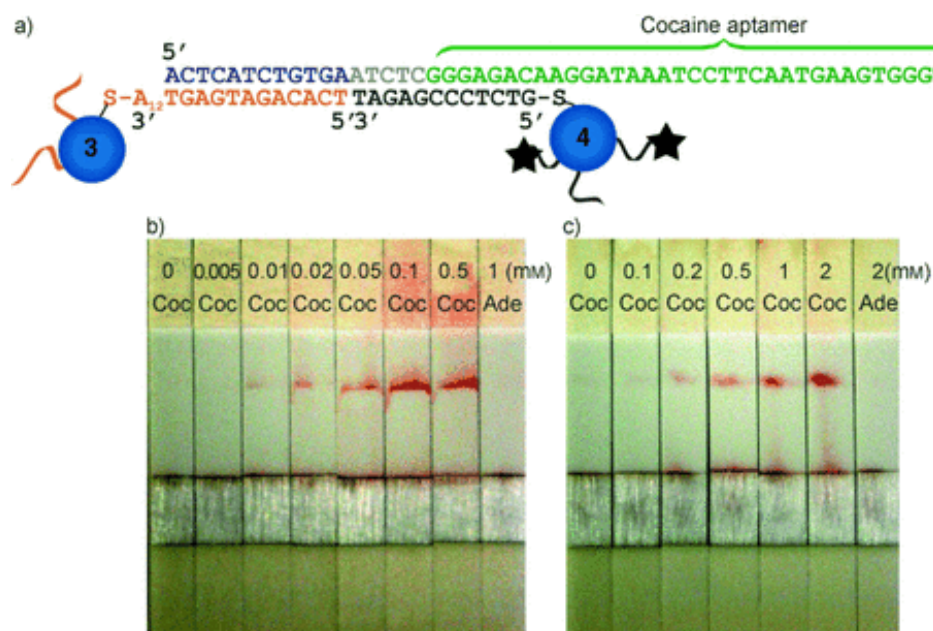 a)
Cocaine aptamer
5′
ACTCATCTGTGAATCTCGGGAGACAAGGATAAATCCTTCAATGAAGTGGG
S-A₁₂TGAGTAGACACT TAGAGCCCTCTG-S
3′ 5′3′ 5′
3 4
b)
0 0.005 0.01 0.02 0.05 0.1 0.5 1 (mM)
Coc Coc Coc Coc Coc Coc Coc Ade
c)
0 0.1 0.2 0.5 1 2 2(mM)
Coc Coc Coc Coc Coc Coc Ade